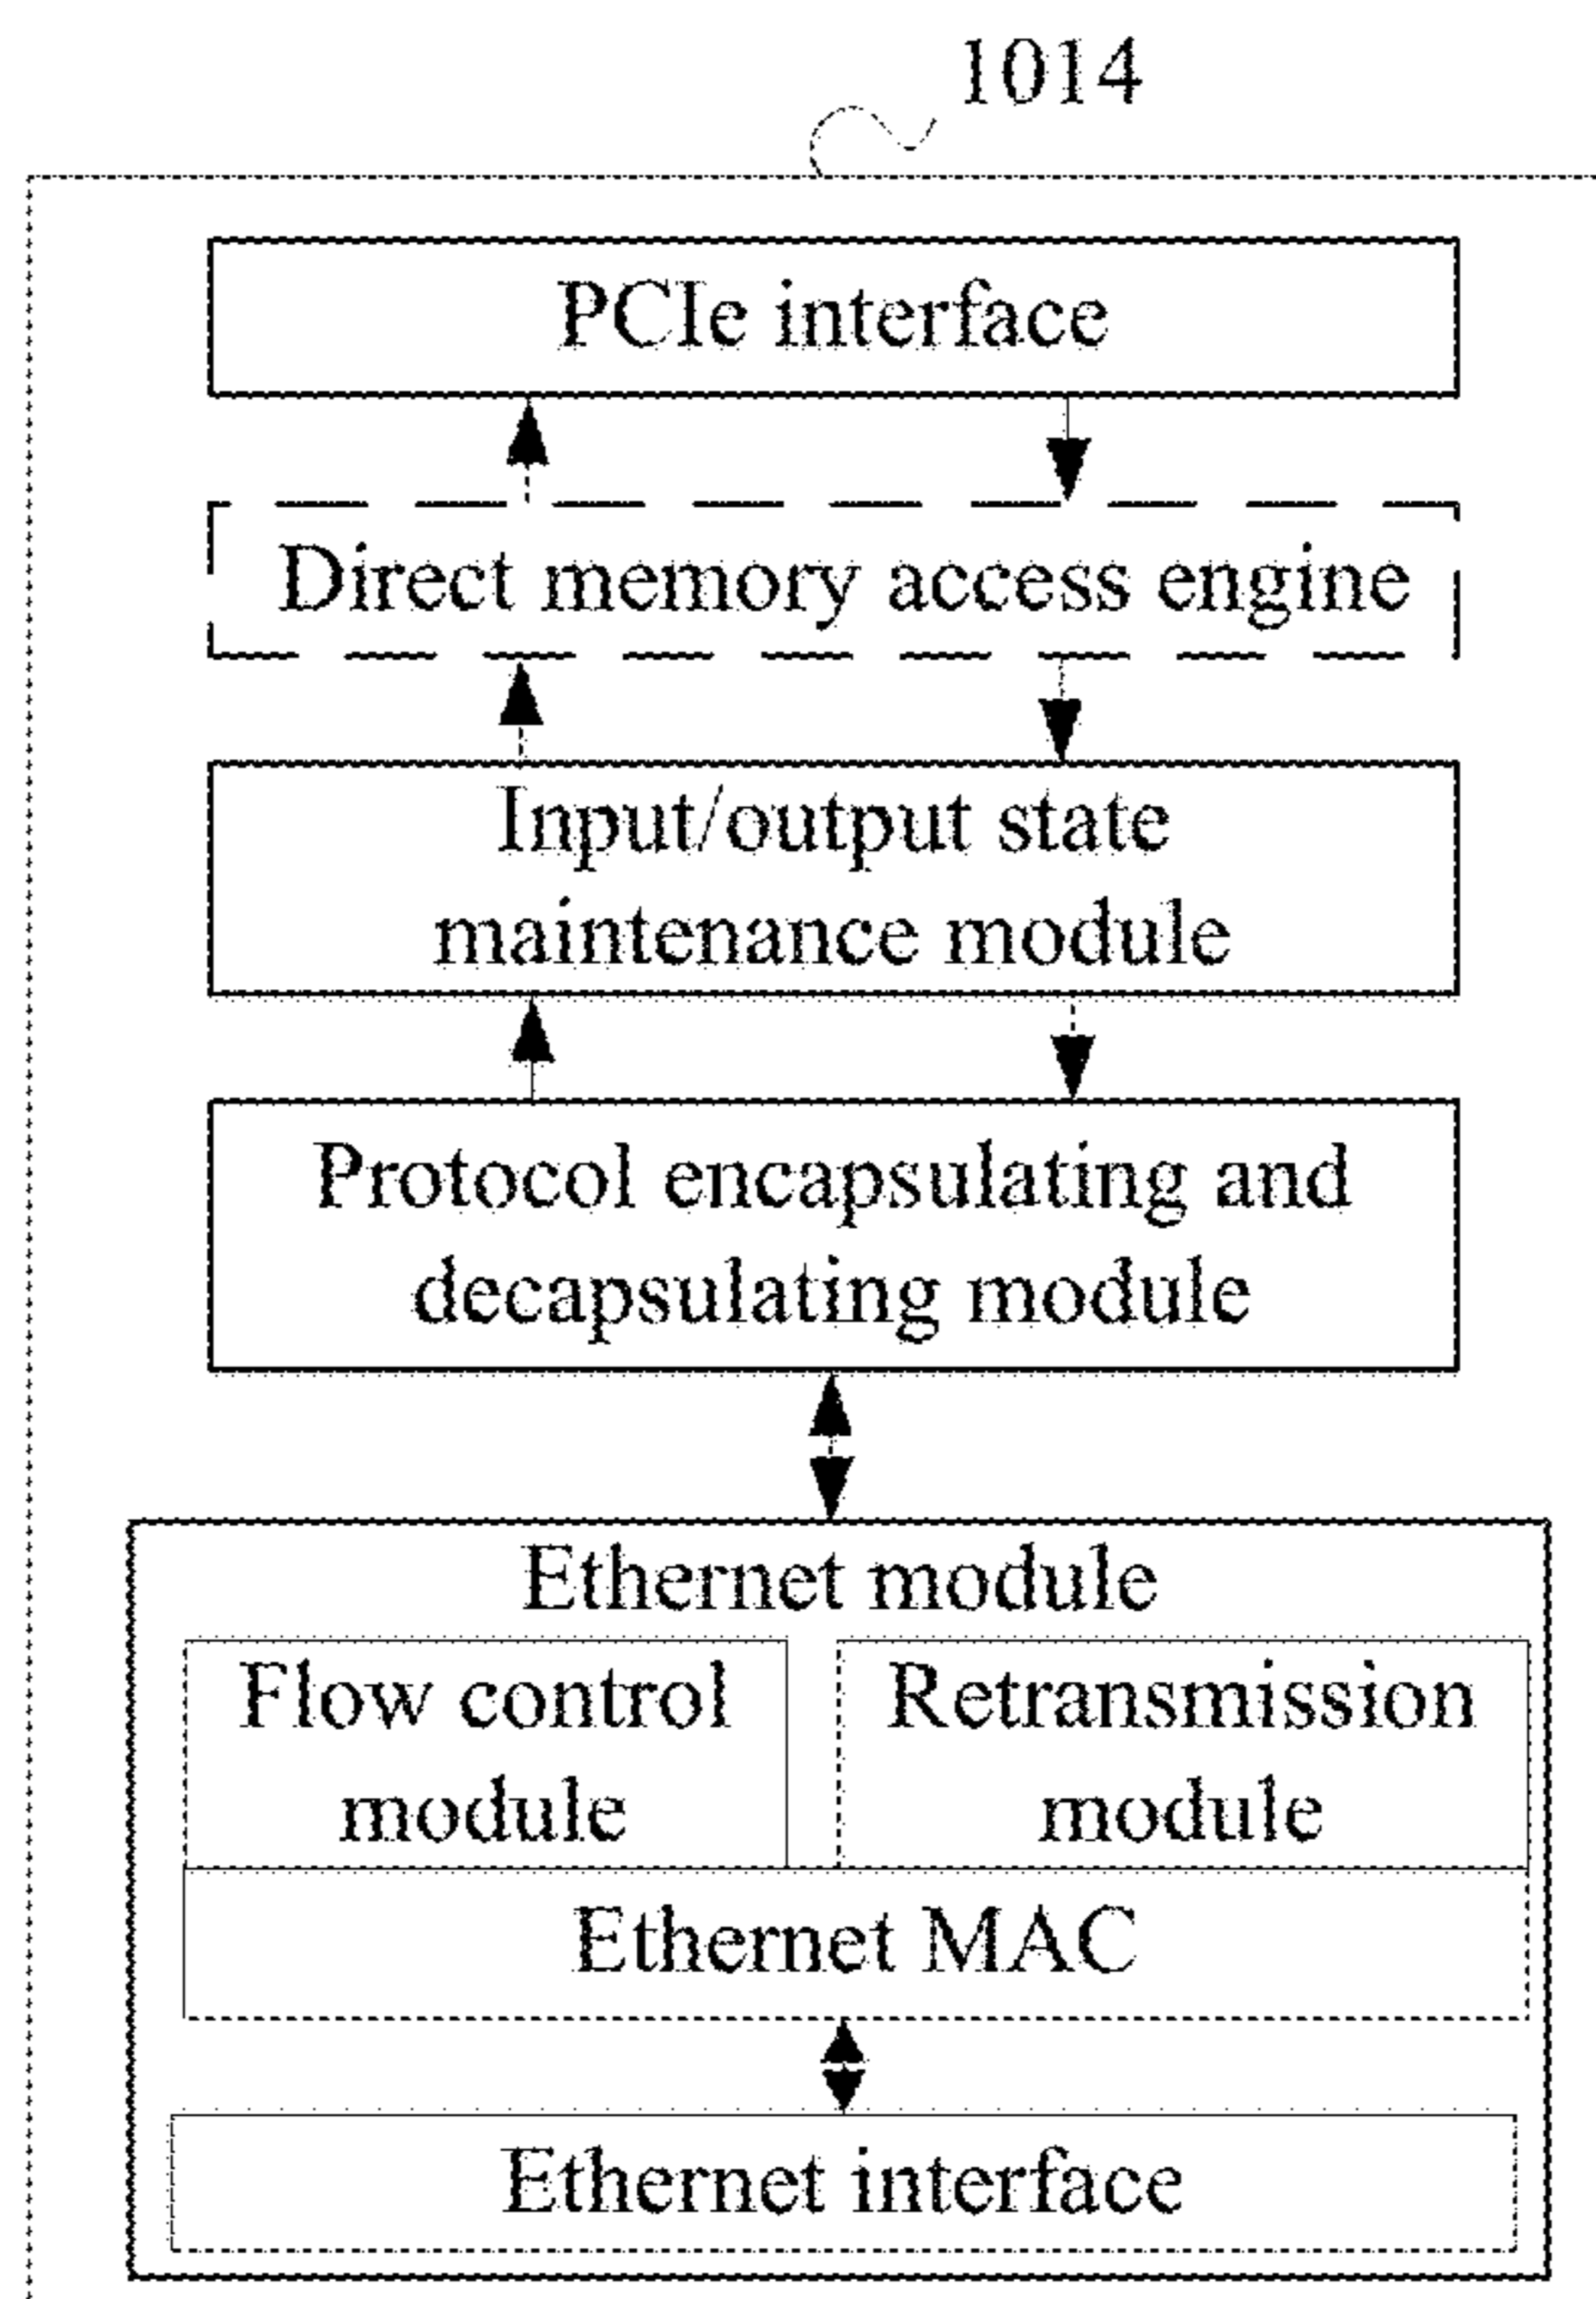 1014
PCIe interface
Direct memory access engine
Input/output state
maintenance module
Protocol encapsulating and
decapsulating module
Ethernet module
Flow control
module
Retransmission
module
Ethernet MAC
Ethernet interface